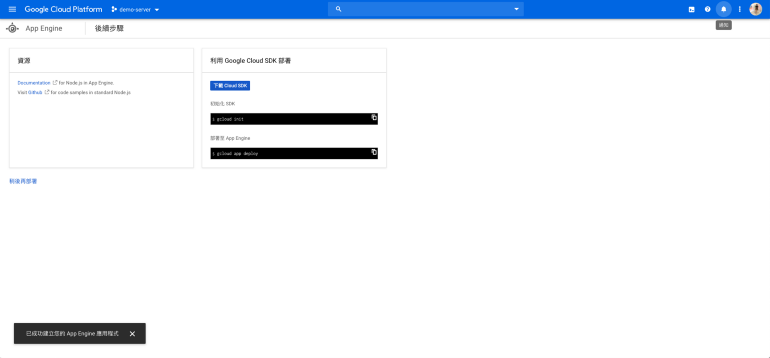 Google Cloud Platform
demo-server
App Engine
後續步驟
通知
資源
Documentation for Node.js in App Engine.
Visit Github for code samples in standard Node.js
利用 Google Cloud SDK 部署
下載 Cloud SDK
初始化 SDK
$ gcloud init
部署至 App Engine
$ gcloud app deploy
稍後再部署
已成功建立您的 App Engine 應用程式